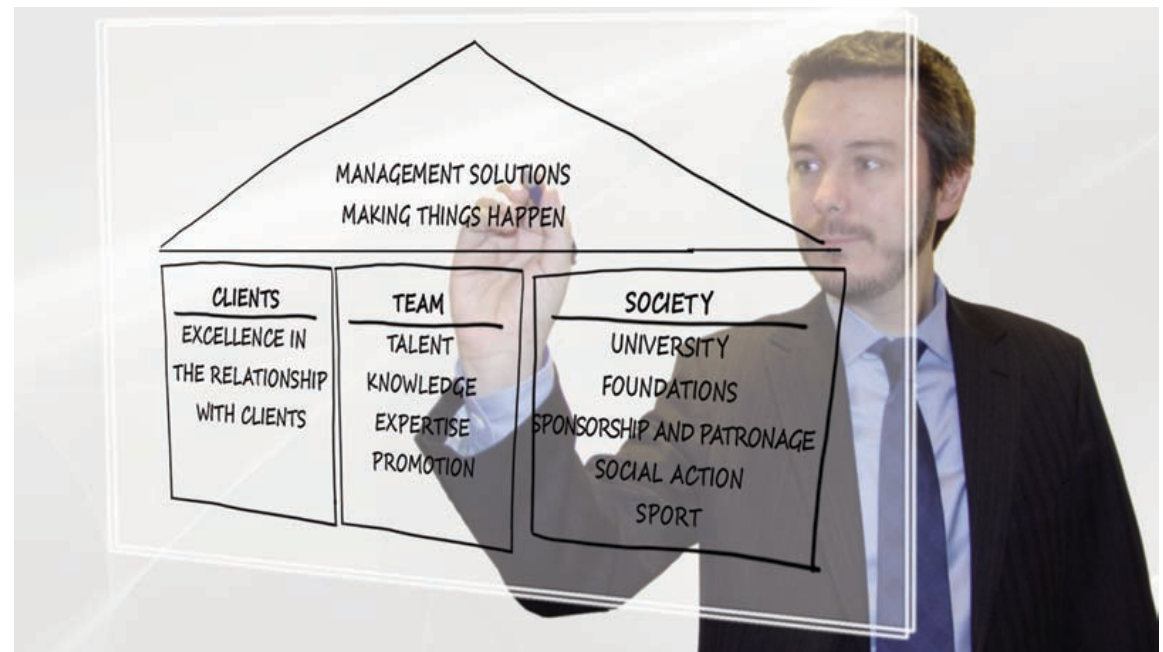 MANAGEMENT SOLUTIONS
MAKING THINGS HAPPEN
CLIENTS
EXCELLENCE IN
THE RELATIONSHIP
WITH CLIENTS
TEAM
TALENT
KNOWLEDGE
EXPERTISE
PROMOTION
SOCIETY
UNIVERSITY
FOUNDATIONS
SPONSORSHIP AND PATRONAGE
SOCIAL ACTION
SPORT